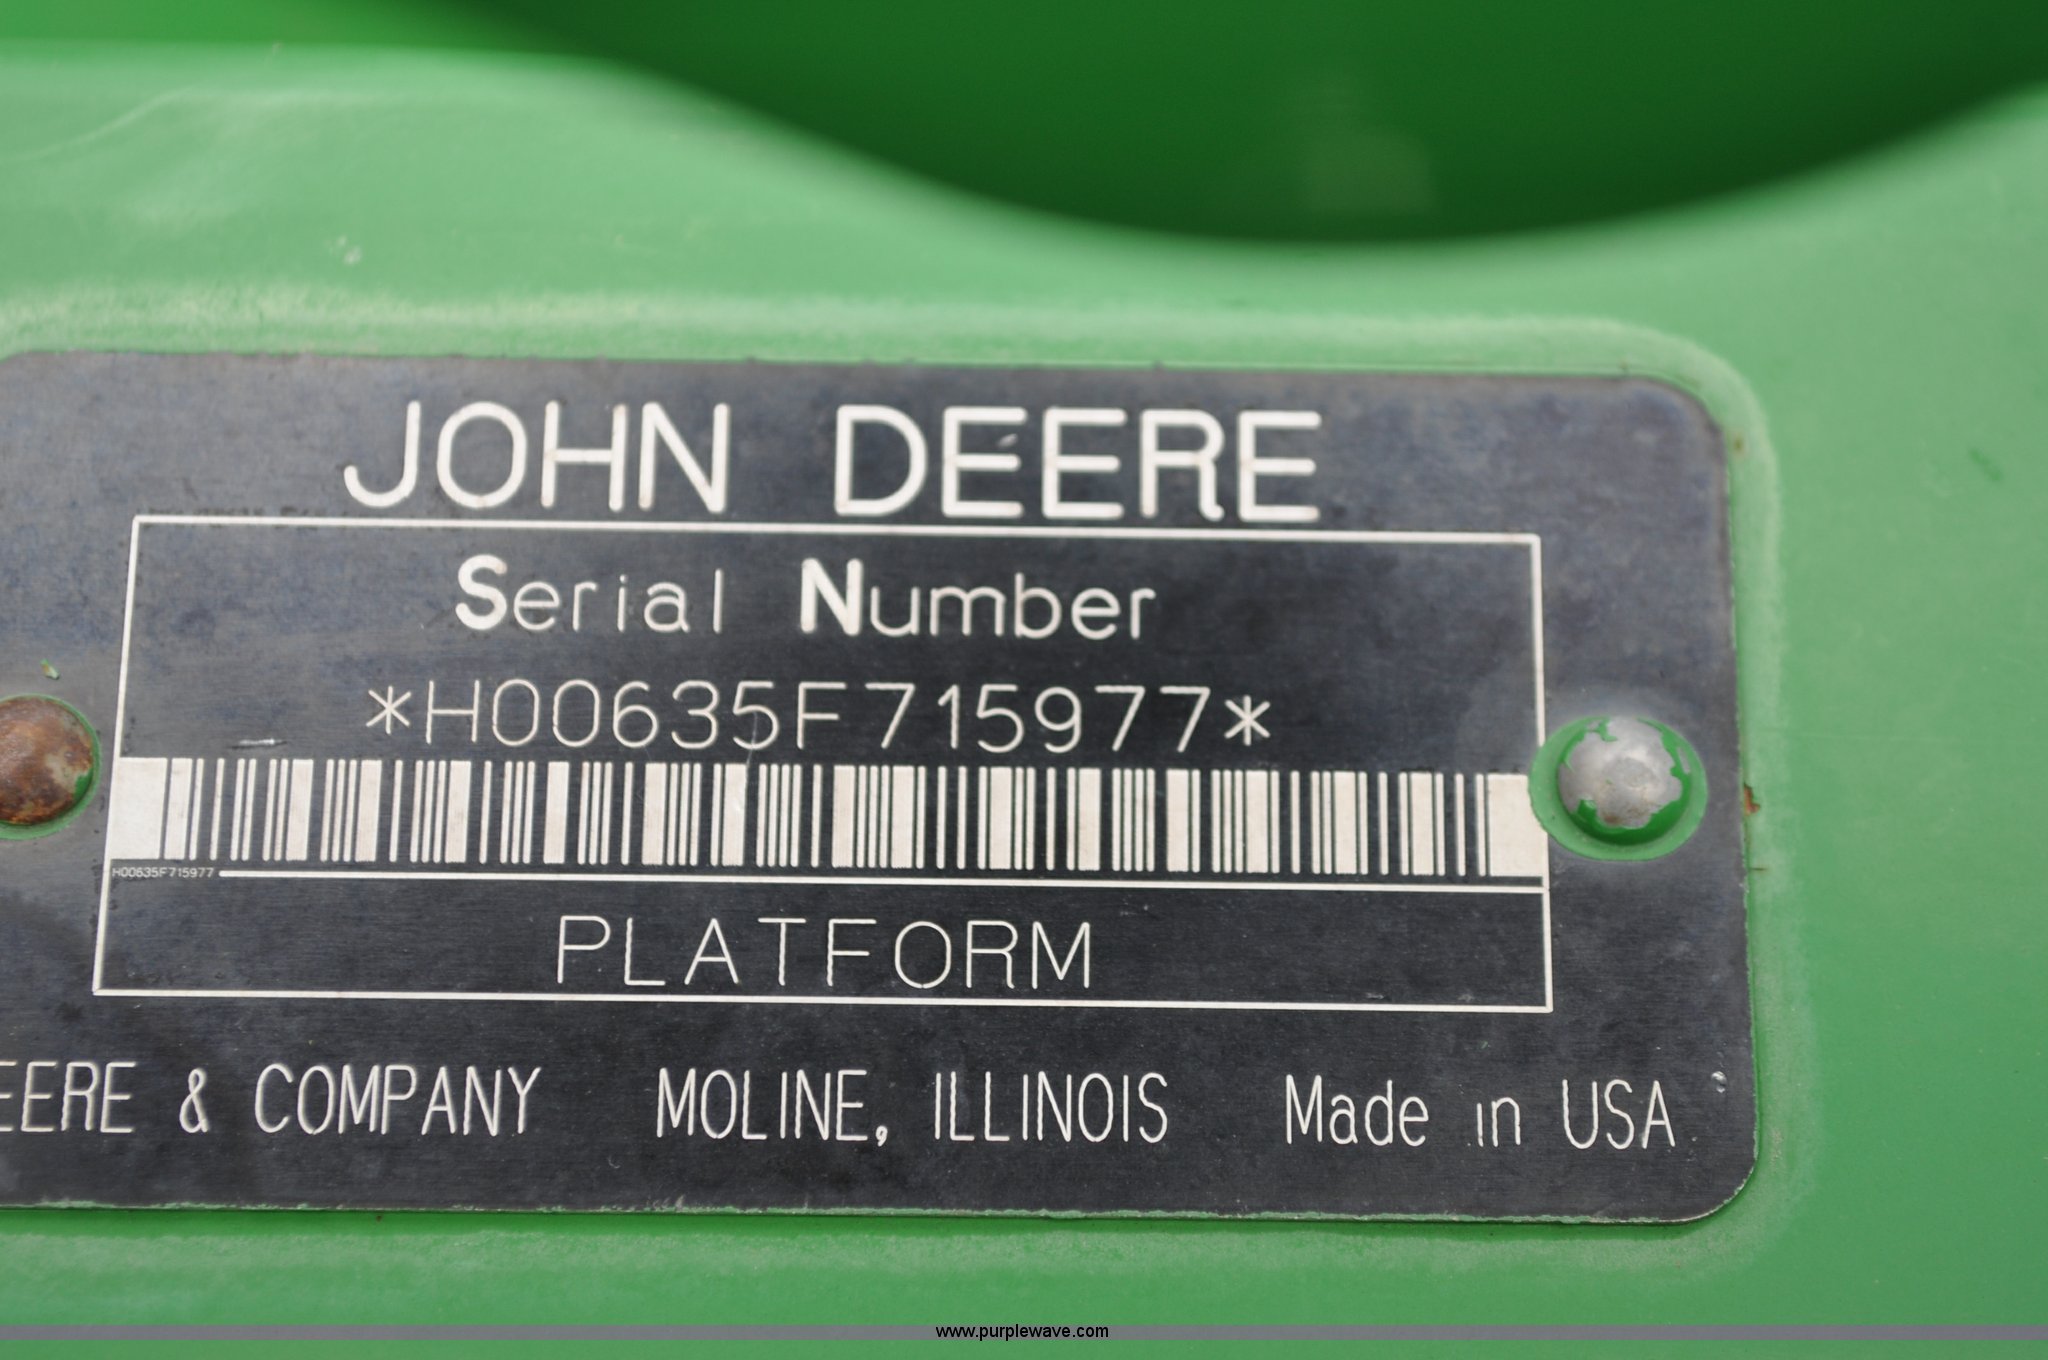 JOHN DEERE
Serial Number
*H00635F715977*
H00635F715977
PLATFORM
EERE & COMPANY MOLINE, ILLINOIS Made in USA
www.purplewave.com